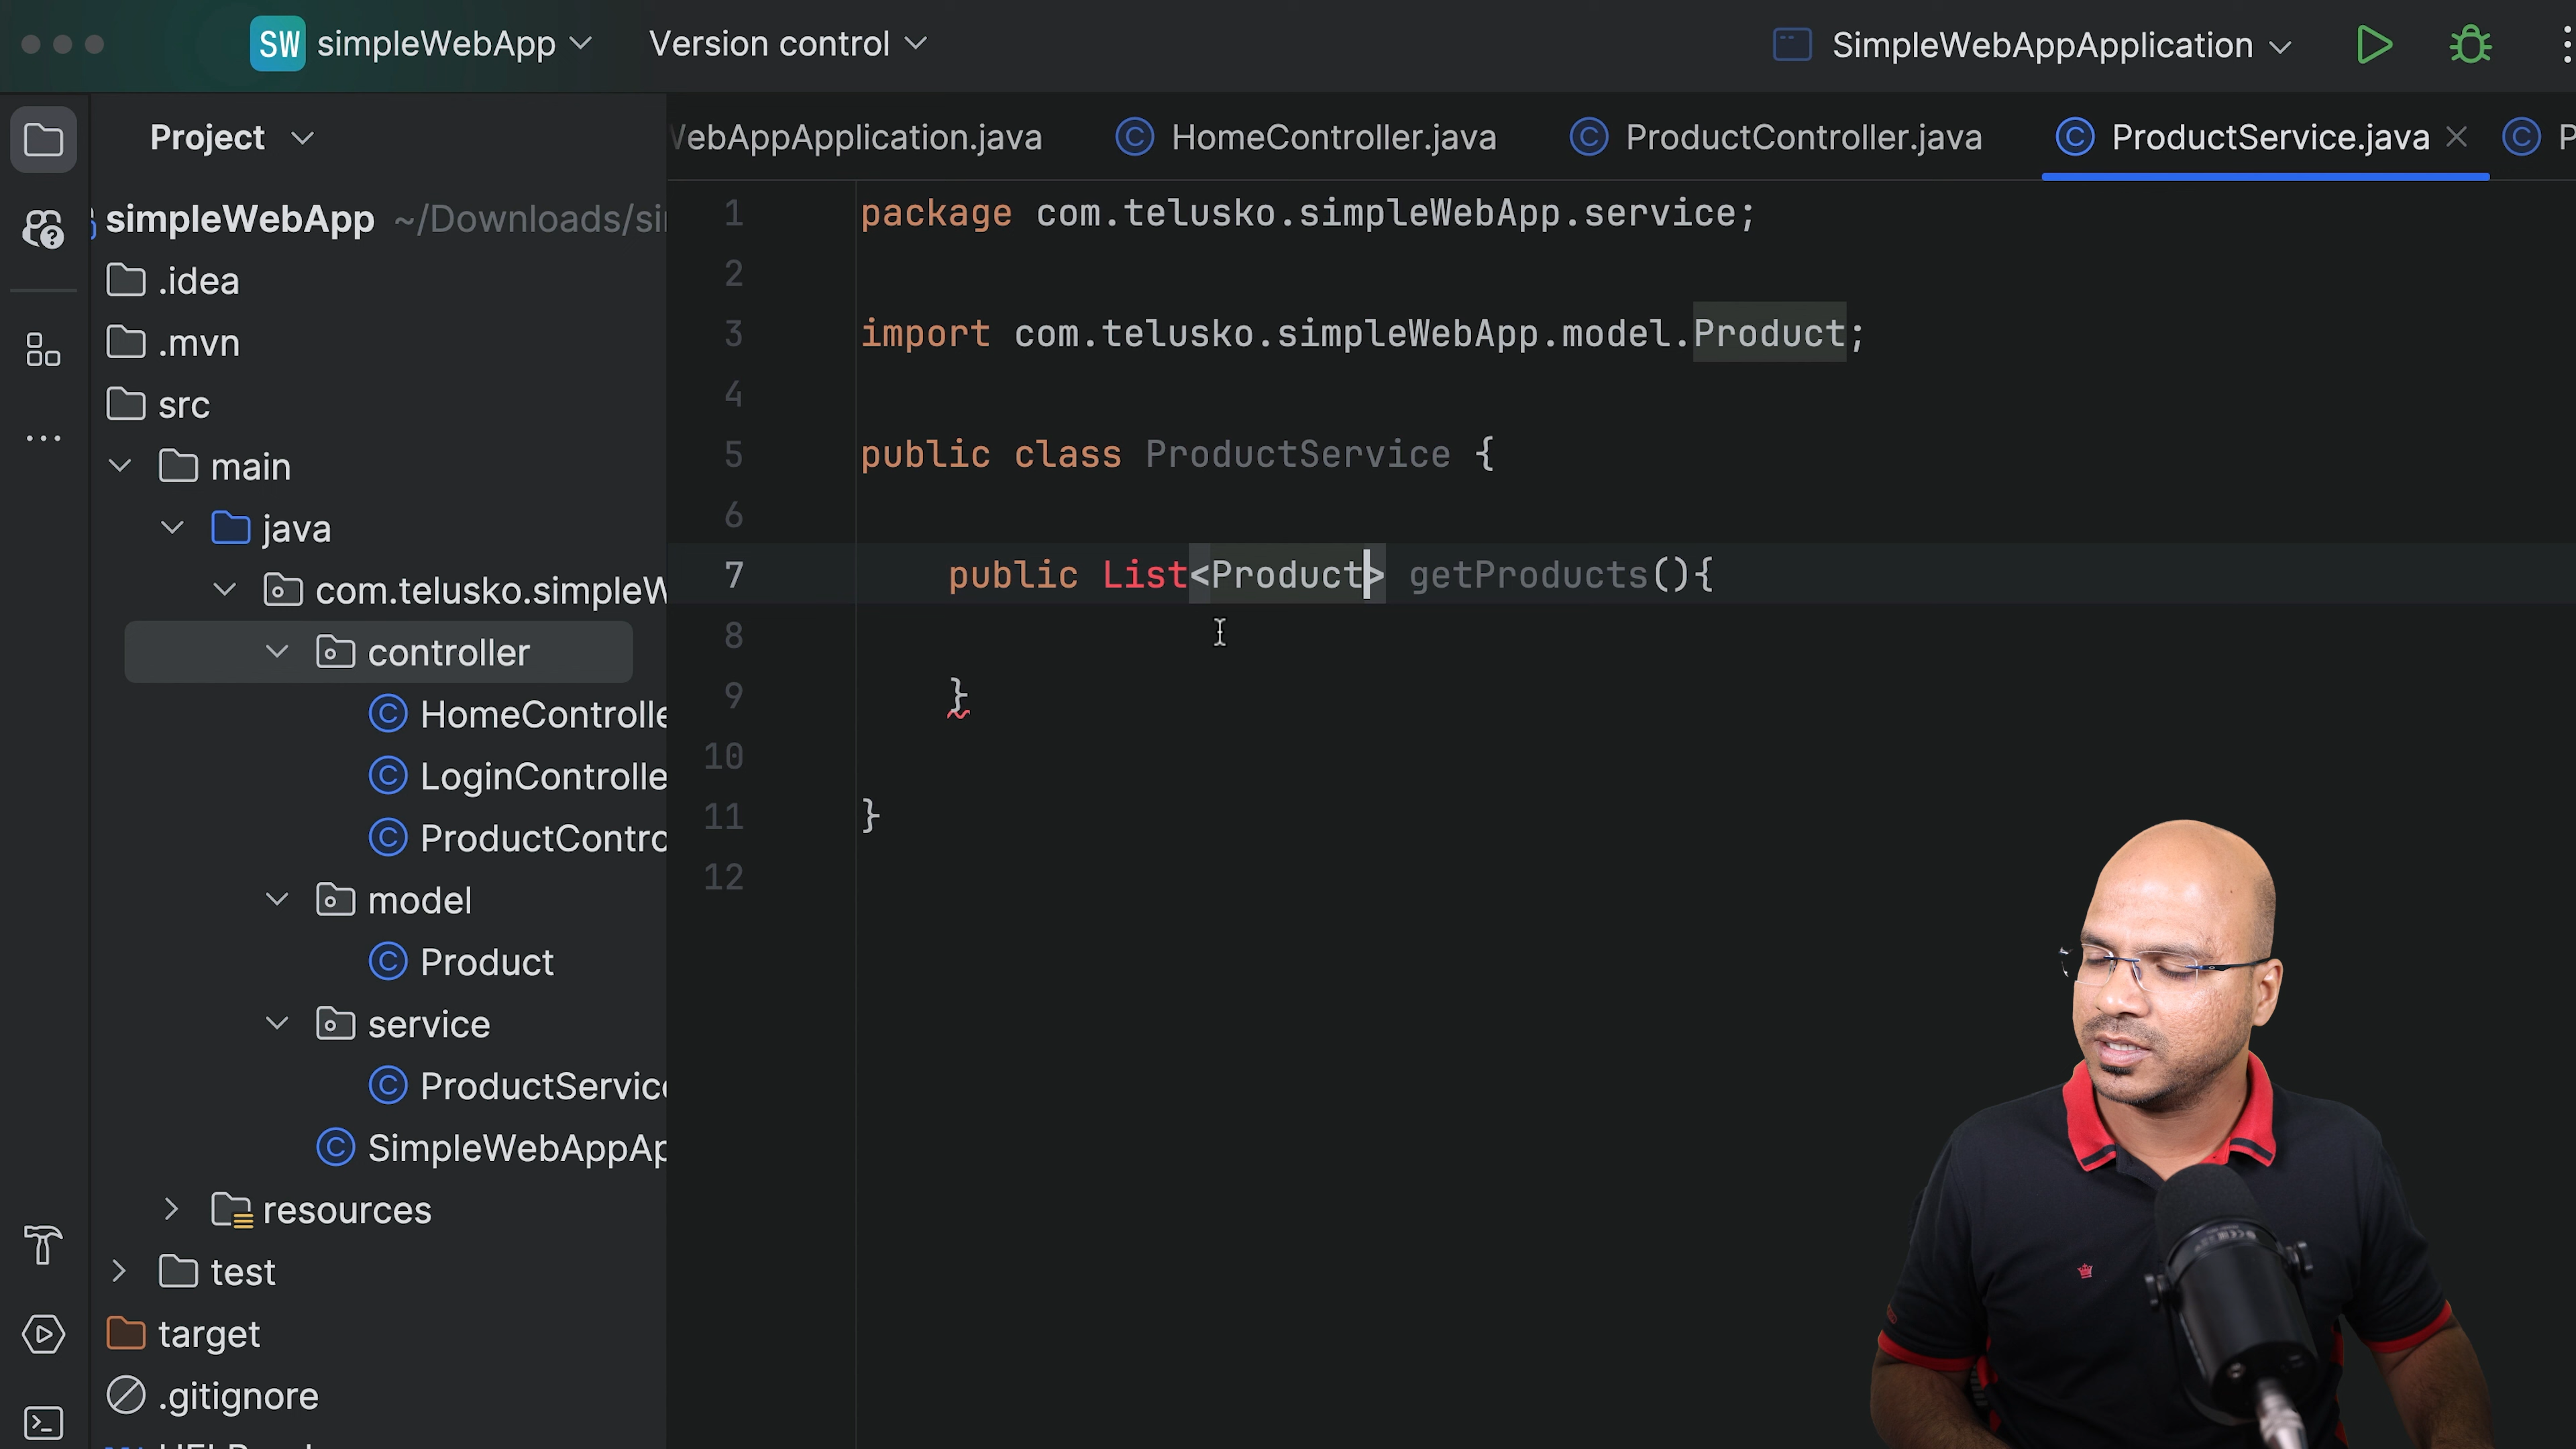 SW simpleWebApp Version control SimpleWebAppApplication
Project
WebAppApplication.java HomeController.java ProductController.java ProductService.java P
simpleWebApp ~/Downloads/si
.idea
.mvn
src
main
java
com.telusko.simpleW
controller
HomeControlle
LoginControlle
ProductContro
model
Product
service
ProductService
SimpleWebAppAp
resources
test
target
.gitignore
1 package com.telusko.simpleWebApp.service;
2
3 import com.telusko.simpleWebApp.model.Product;
4
5 public class ProductService {
6
7 public List<Product> getProducts(){
8
9 }
10
11 }
12